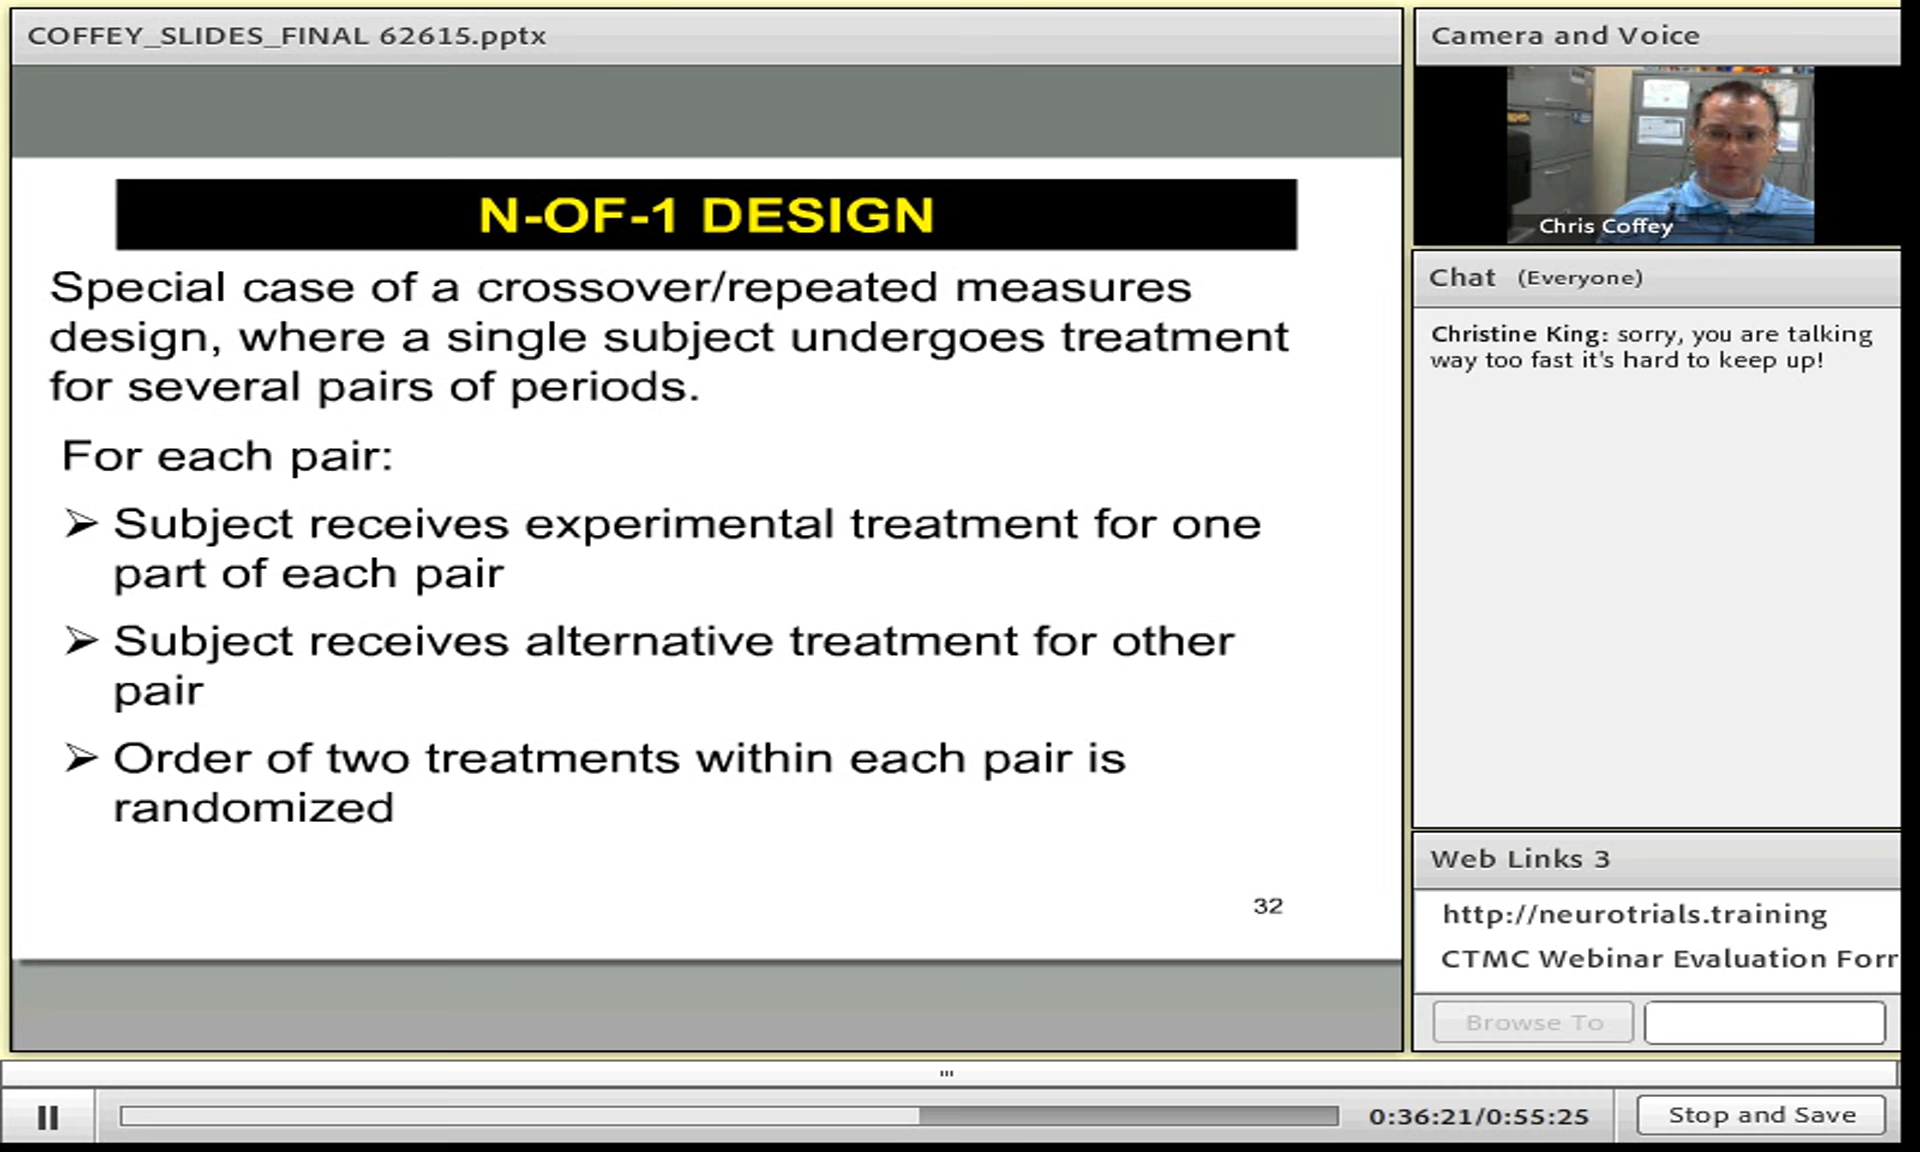 COFFEY_SLIDES_FINAL 62615.pptx
N-OF-1 DESIGN
Special case of a crossover/repeated measures
design, where a single subject undergoes treatment
for several pairs of periods.
For each pair:
➢ Subject receives experimental treatment for one
part of each pair
➢ Subject receives alternative treatment for other
pair
➢ Order of two treatments within each pair is
randomized
32
Camera and Voice
Chris Coffey
Chat (Everyone)
Christine King: sorry, you are talking
way too fast it's hard to keep up!
Web Links 3
http://neurotrials.training
CTMC Webinar Evaluation Forr
Browse To
0:36:21/0:55:25
Stop and Save